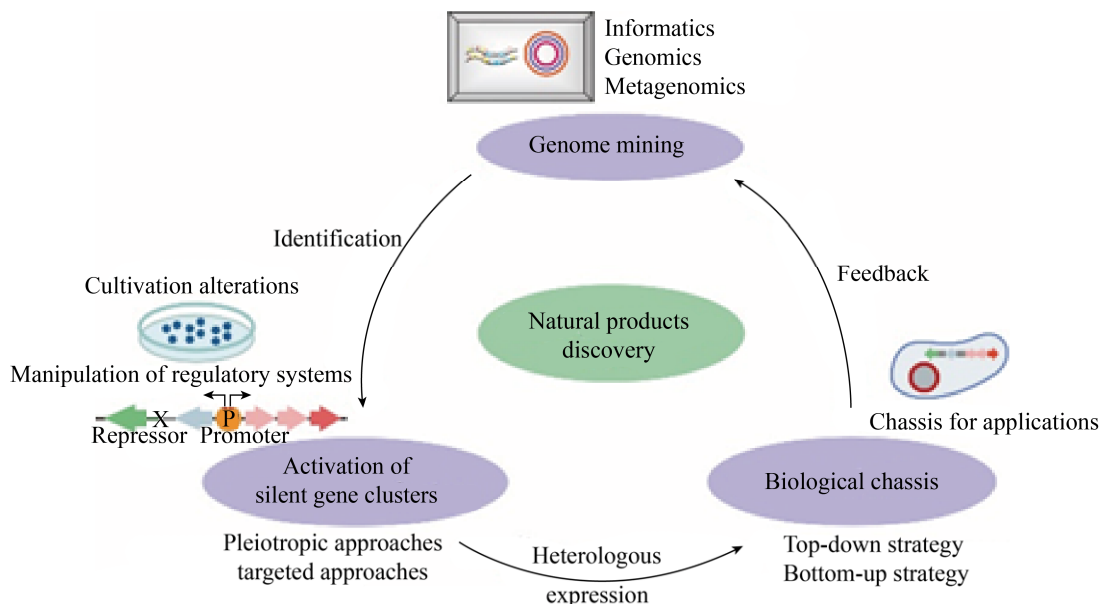 Informatics
Genomics
Metagenomics
Genome mining
Identification
Feedback
Cultivation alterations
Natural products
discovery
Manipulation of regulatory systems
P
X
Repressor
Promoter
Chassis for applications
Activation of
silent gene clusters
Biological chassis
Pleiotropic approaches
targeted approaches
Heterologous
expression
Top-down strategy
Bottom-up strategy